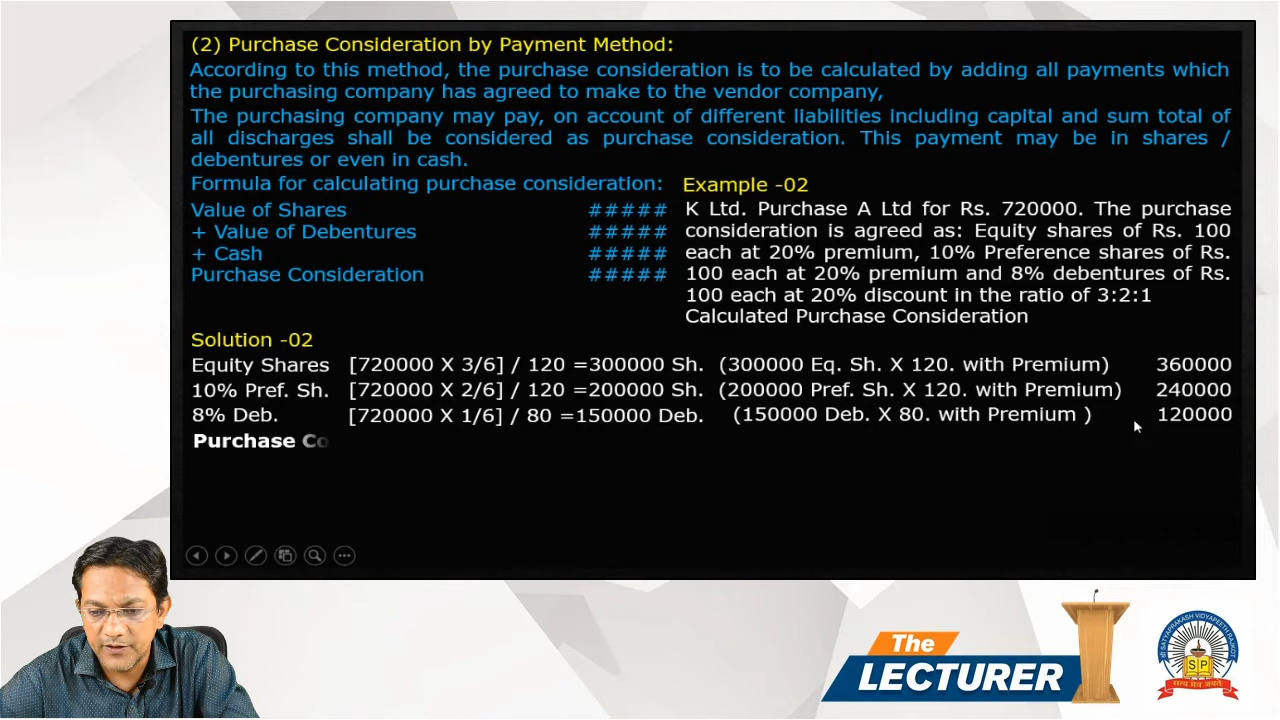 (2) Purchase Consideration by Payment Method:
According to this method, the purchase consideration is to be calculated by adding all payments which
the purchasing company has agreed to make to the vendor company,
The purchasing company may pay, on account of different liabilities including capital and sum total of
all discharges shall be considered as purchase consideration. This payment may be in shares /
debentures or even in cash.
Formula for calculating purchase consideration:
Value of Shares #####
+ Value of Debentures #####
+ Cash #####
Purchase Consideration #####
Example -02
K Ltd. Purchase A Ltd for Rs. 720000. The purchase
consideration is agreed as: Equity shares of Rs. 100
each at 20% premium, 10% Preference shares of Rs.
100 each at 20% premium and 8% debentures of Rs.
100 each at 20% discount in the ratio of 3:2:1
Calculated Purchase Consideration
Solution -02
Equity Shares [720000 X 3/6] / 120 =300000 Sh. (300000 Eq. Sh. X 120. with Premium) 360000
10% Pref. Sh. [720000 X 2/6] / 120 =200000 Sh. (200000 Pref. Sh. X 120. with Premium) 240000
8% Deb. [720000 X 1/6] / 80 =150000 Deb. (150000 Deb. X 80. with Premium ) 120000
Purchase Co
The
LECTURER
SATYAPRAKASH VIDYAPEETH RAJKOT
SP
सत्य मेव जयते